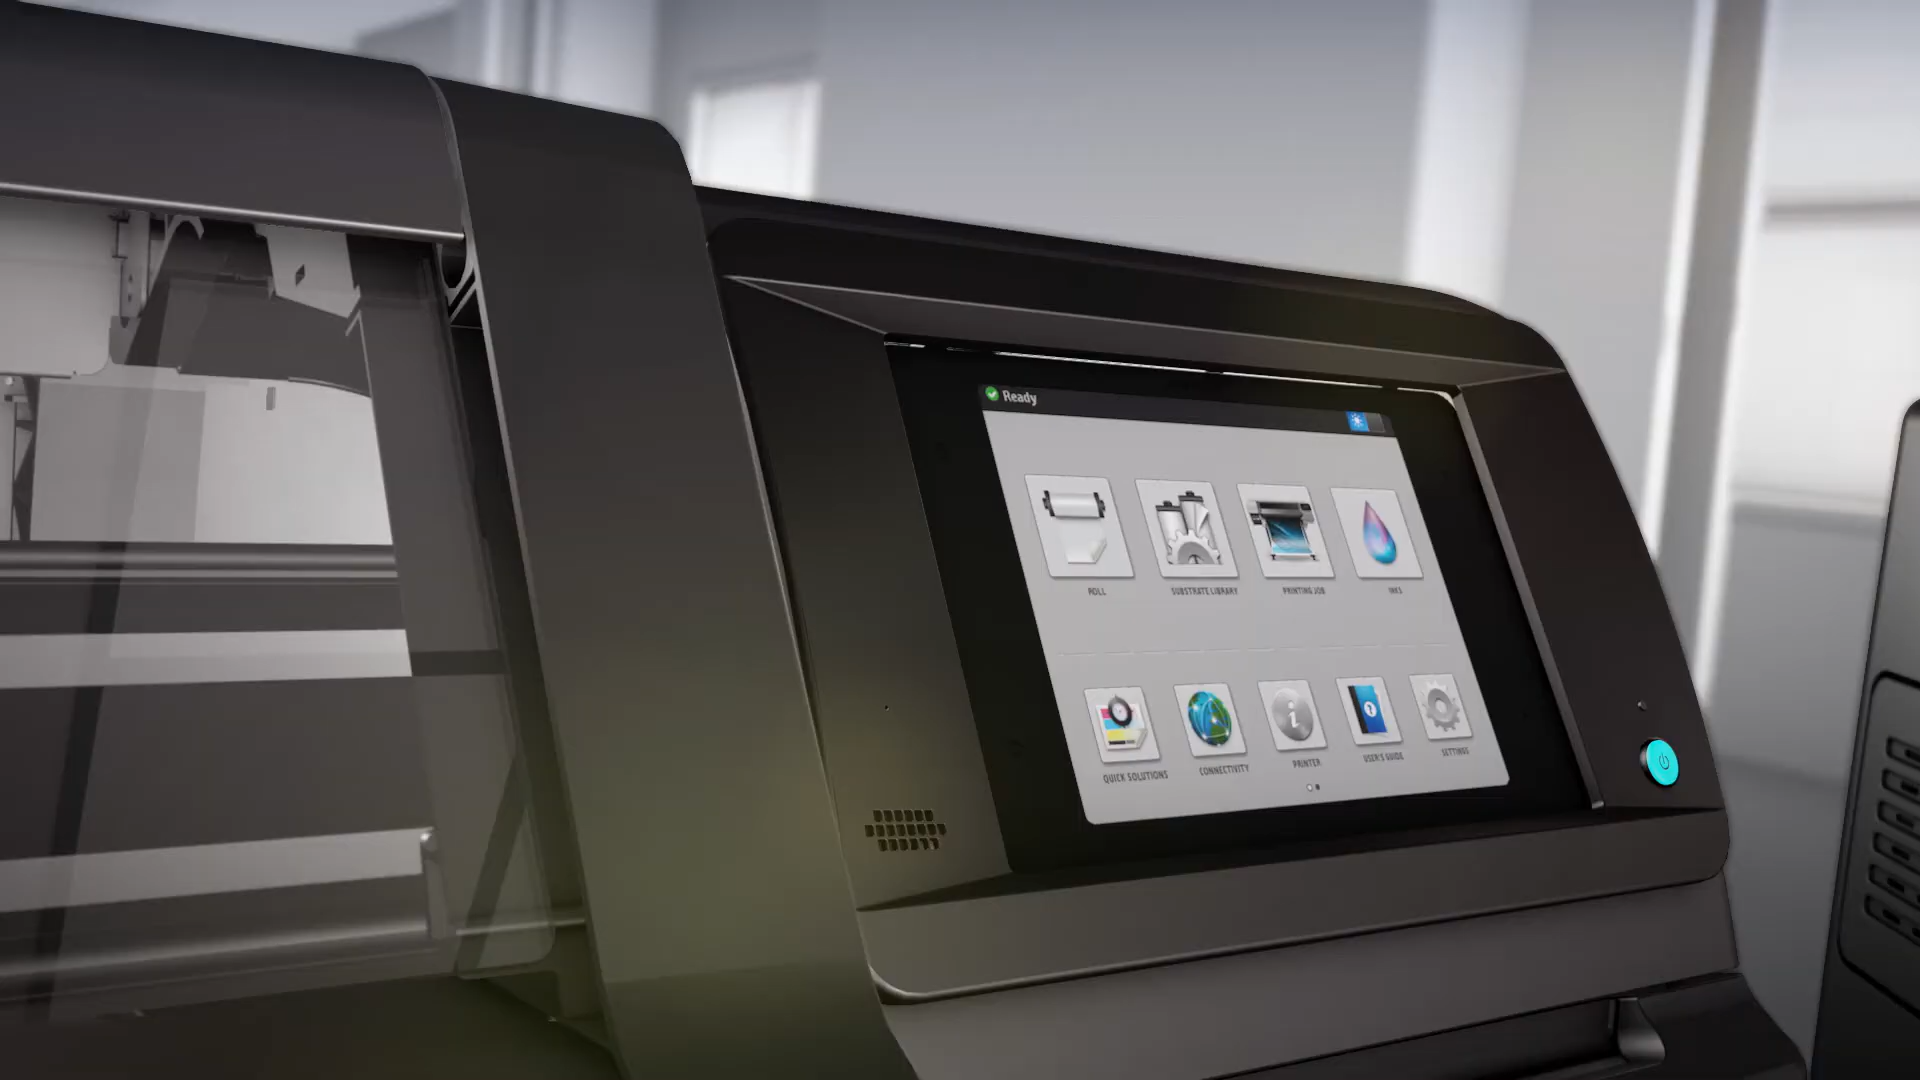 Ready
ROLL
SUBSTRATE LIBRARY
PRINTING JOB
INKS
QUICK SOLUTIONS
CONNECTIVITY
PRINTER
USER'S GUIDE
SETTINGS